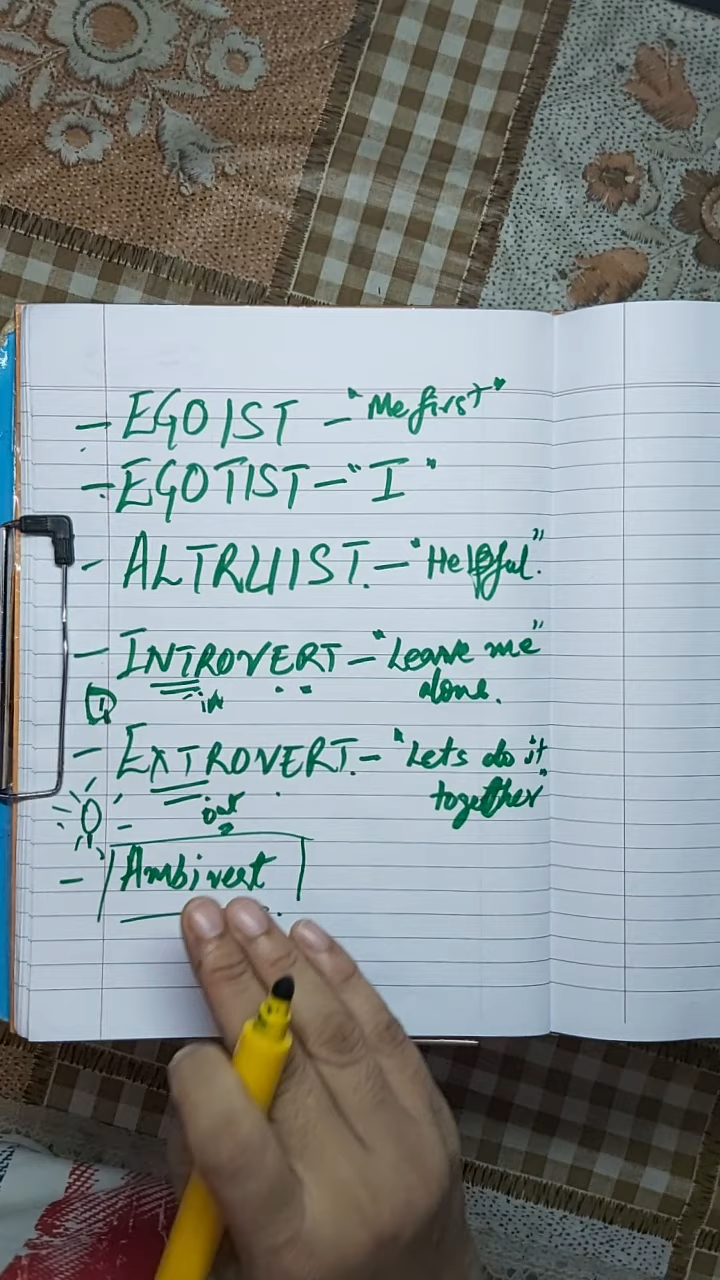 - EGOIST - "Me first"
- EGOTIST - "I"
- ALTRUIST. - "Helpful".
- INTROVERT - "Leave me"
in alone.
- EXTROVERT. - "Lets do it
out together"
- Ambivert